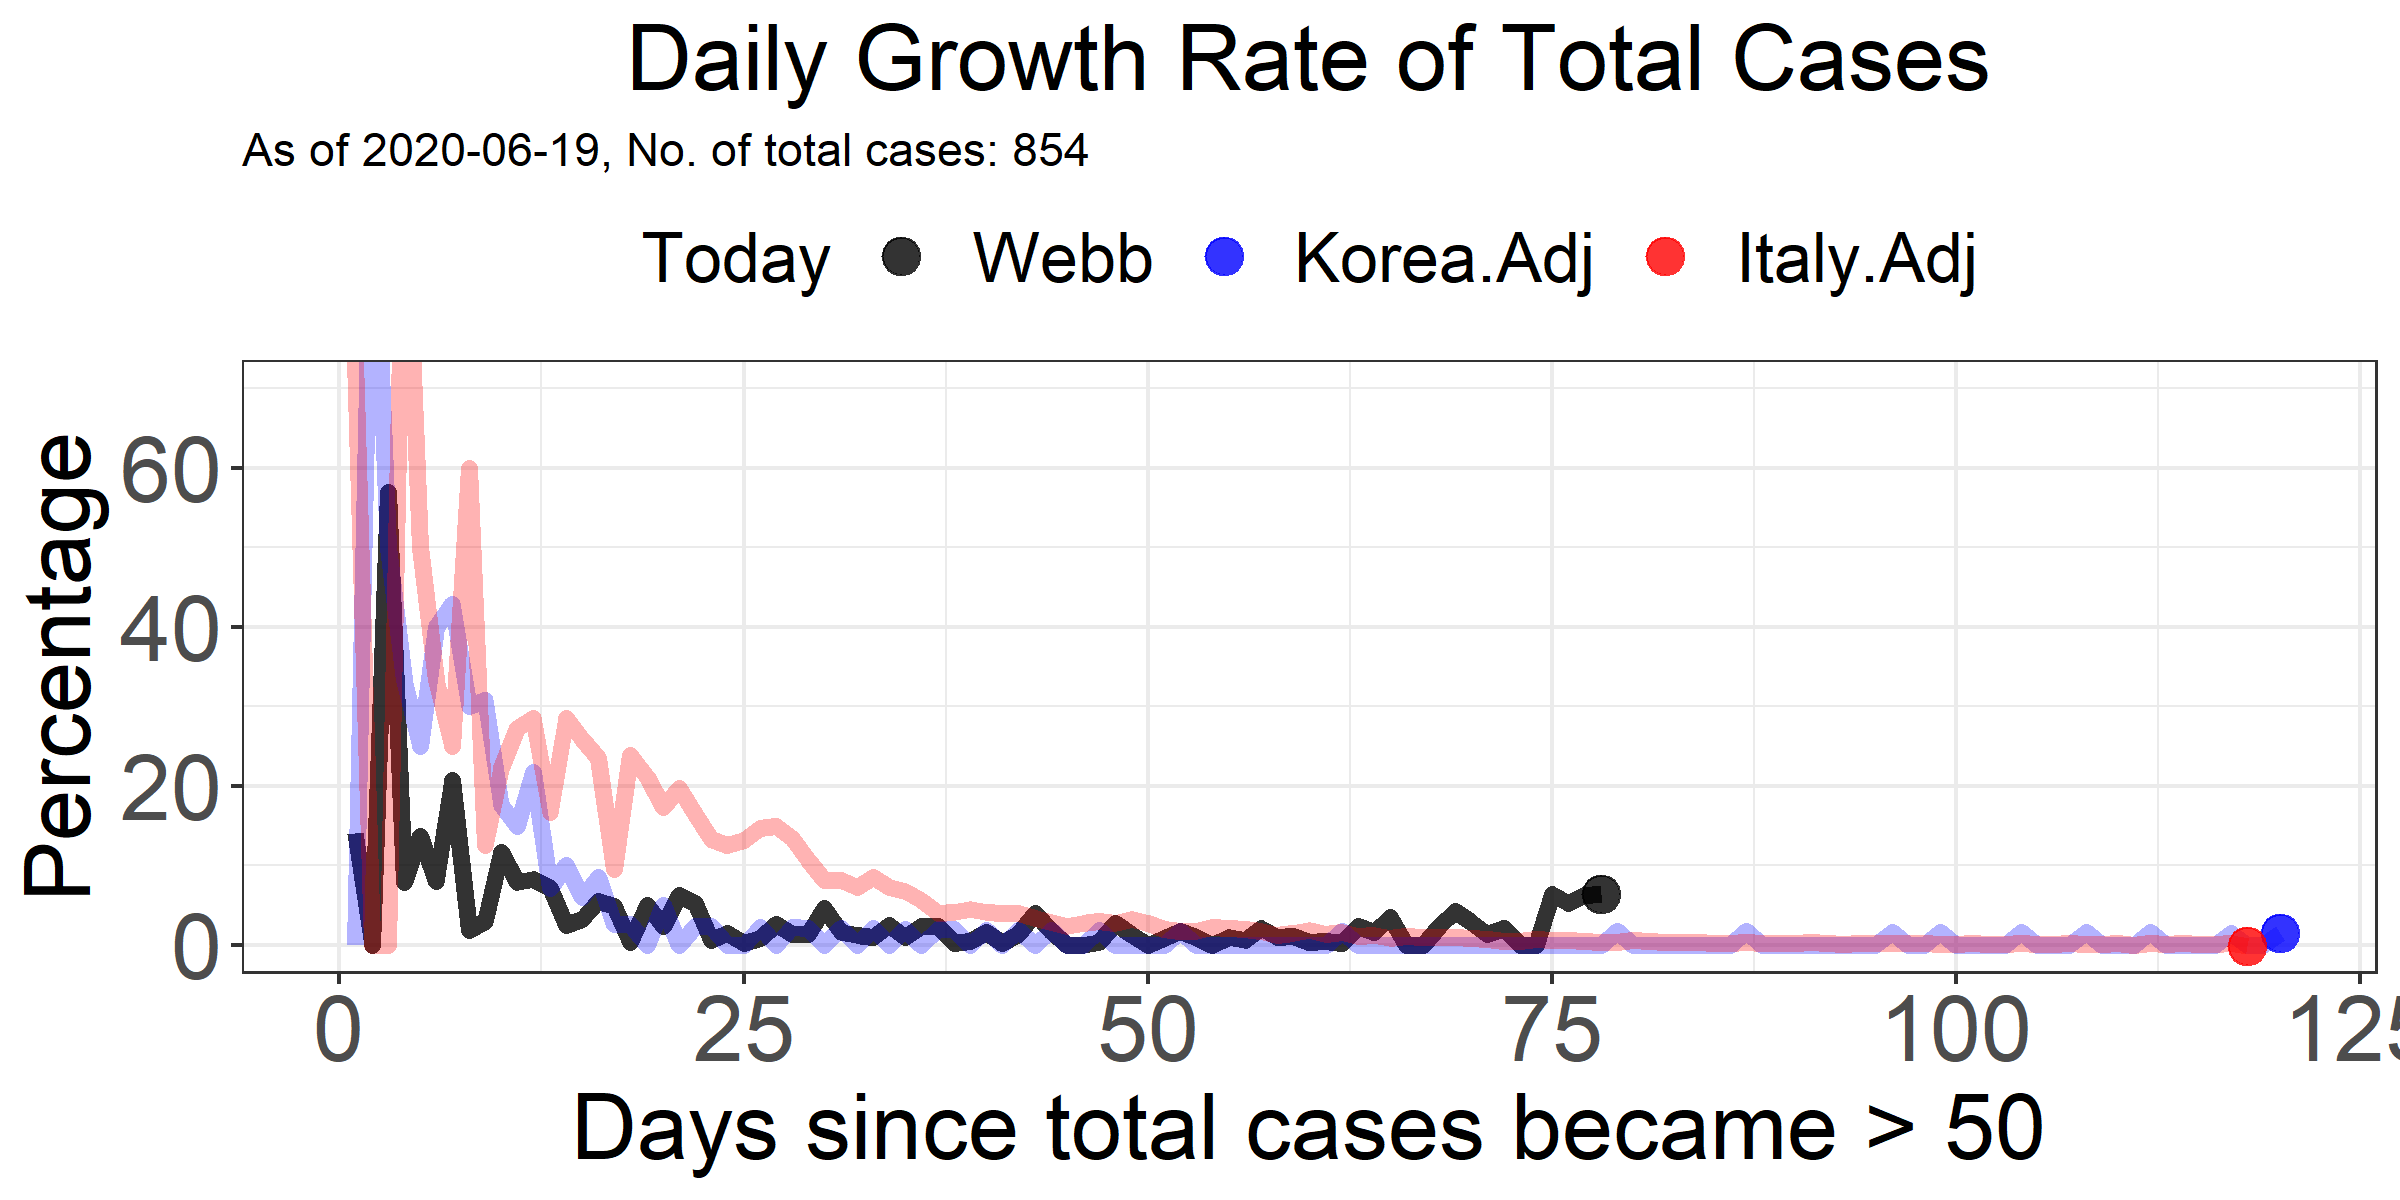 Daily Growth Rate of Total Cases
As of 2020-06-19, No. of total cases: 854
Today Webb Korea.Adj Italy.Adj
Percentage
60
40
20
0
0 25 50 75 100 125
Days since total cases became > 50